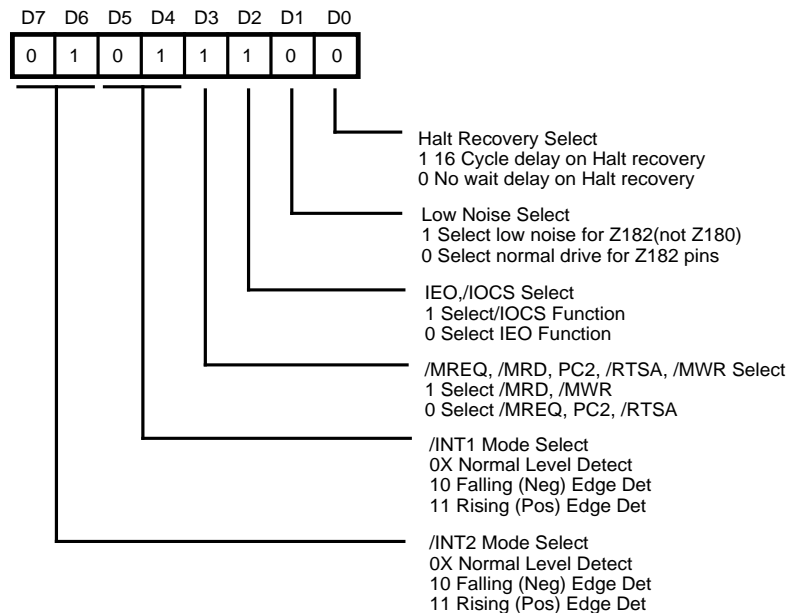 D7 D6 D5 D4 D3 D2 D1 D0
0 1 0 1 1 1 0 0
Halt Recovery Select
1 16 Cycle delay on Halt recovery
0 No wait delay on Halt recovery
Low Noise Select
1 Select low noise for Z182(not Z180)
0 Select normal drive for Z182 pins
IEO,/IOCS Select
1 Select/IOCS Function
0 Select IEO Function
/MREQ, /MRD, PC2, /RTSA, /MWR Select
1 Select /MRD, /MWR
0 Select /MREQ, PC2, /RTSA
/INT1 Mode Select
0X Normal Level Detect
10 Falling (Neg) Edge Det
11 Rising (Pos) Edge Det
/INT2 Mode Select
0X Normal Level Detect
10 Falling (Neg) Edge Det
11 Rising (Pos) Edge Det